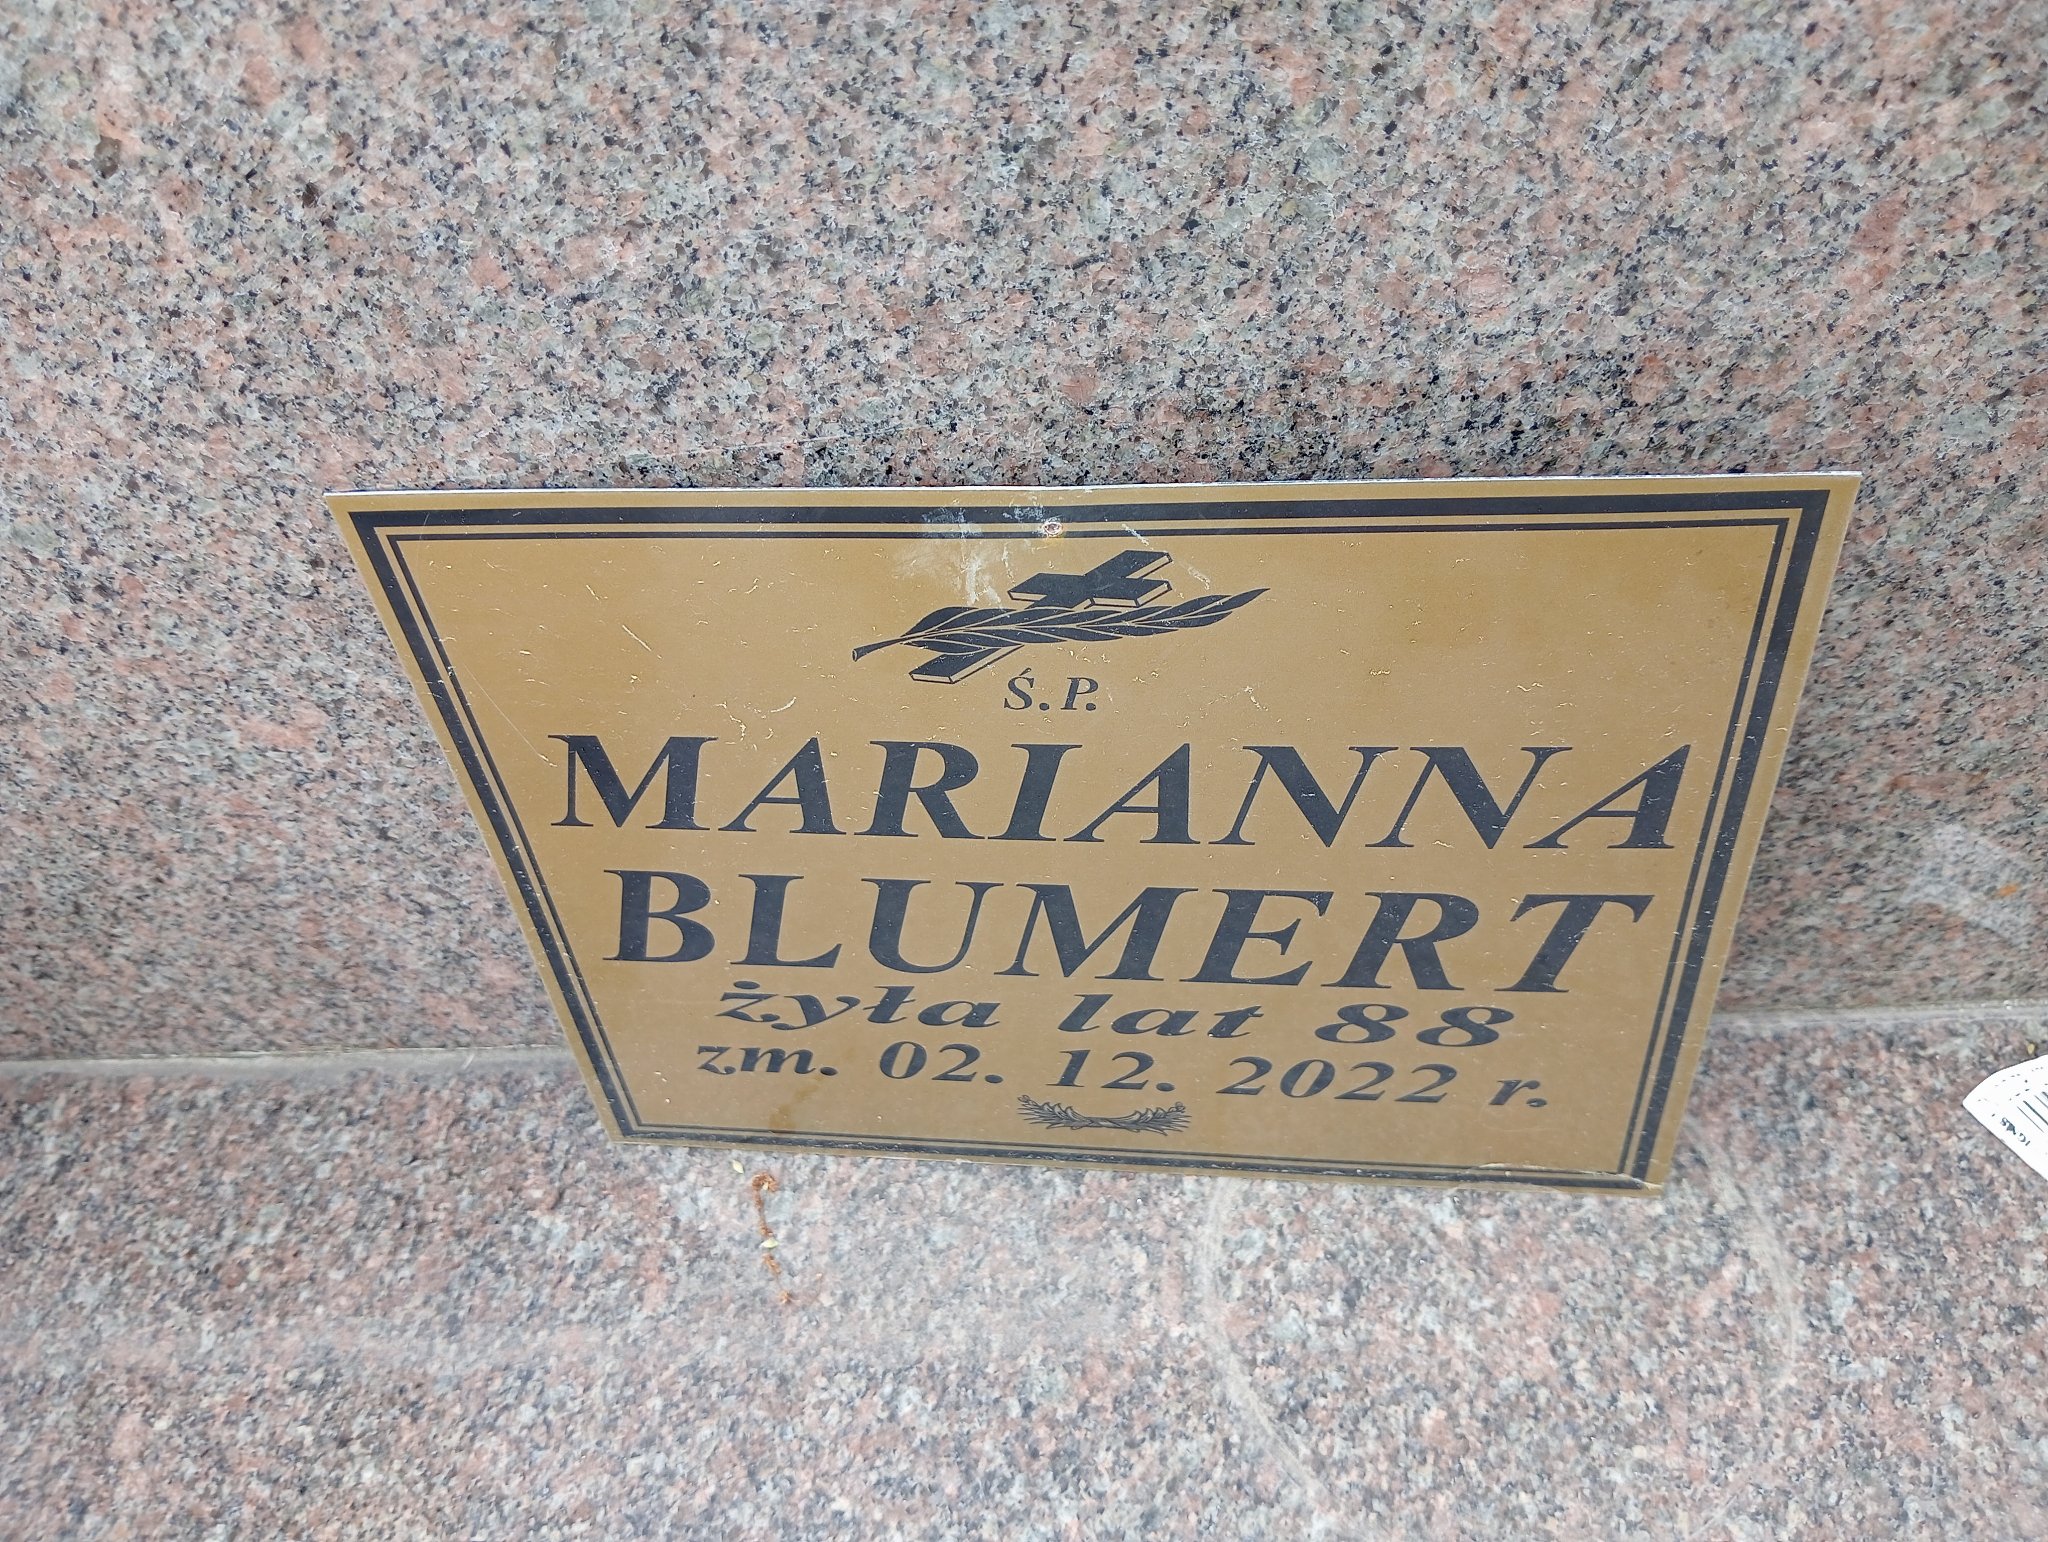 Ś.P.
MARIANNA
BLUMERT
żyła lat 88
zm. 02. 12. 2022 r.